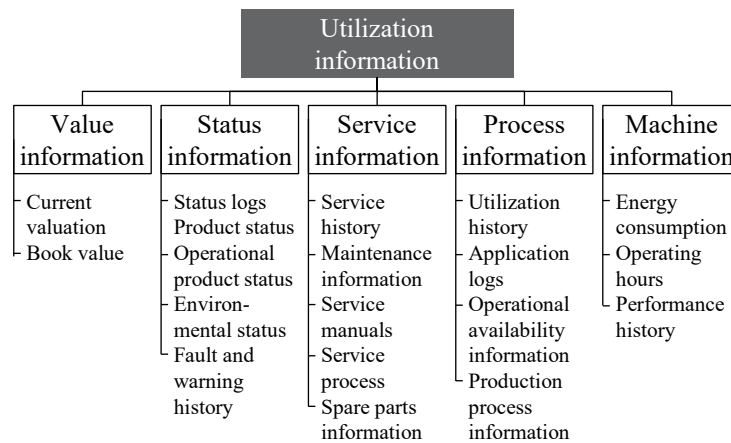 Utilization
information
Value
information
Status
information
Service
information
Process
information
Machine
information
Current
valuation
Book value
Status logs
Product status
Operational
product status
Environ-
mental status
Fault and
warning
history
Service
history
Maintenance
information
Service
manuals
Service
process
Spare parts
information
Utilization
history
Application
logs
Operational
availability
information
Production
process
information
Energy
consumption
Operating
hours
Performance
history